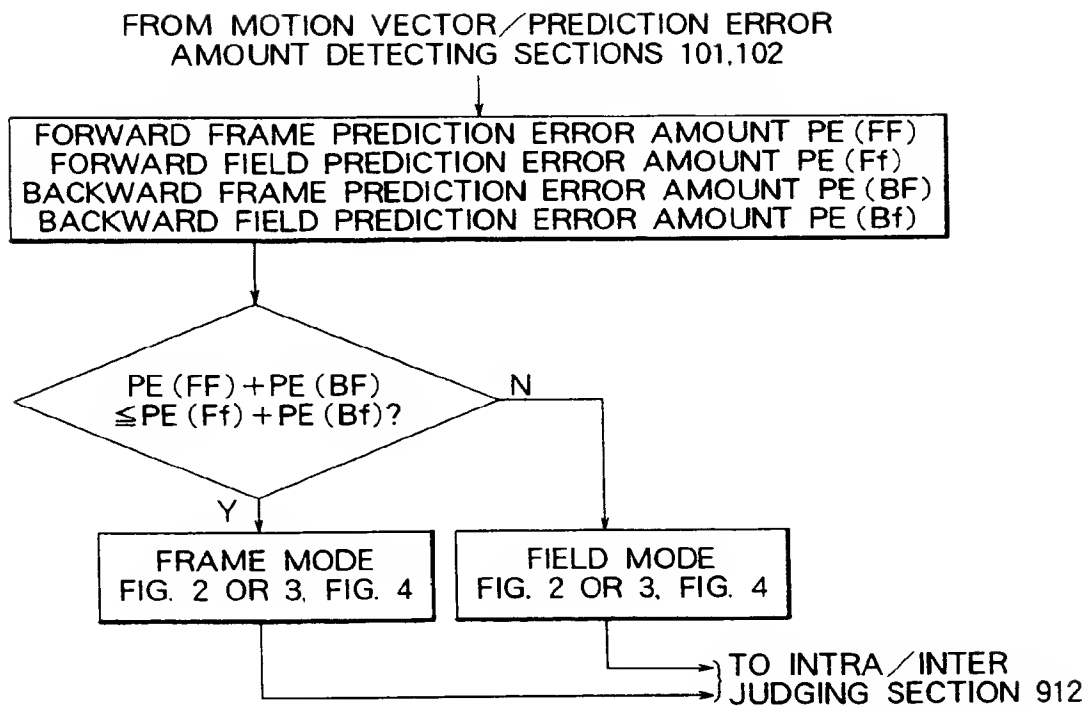 FROM MOTION VECTOR/PREDICTION ERROR
AMOUNT DETECTING SECTIONS 101,102
FORWARD FRAME PREDICTION ERROR AMOUNT PE(FF)
FORWARD FIELD PREDICTION ERROR AMOUNT PE(Ff)
BACKWARD FRAME PREDICTION ERROR AMOUNT PE(BF)
BACKWARD FIELD PREDICTION ERROR AMOUNT PE(Bf)
PE(FF)+PE(BF)
≦PE(Ff)+PE(Bf)?
N
Y
FRAME MODE
FIG. 2 OR 3, FIG. 4
FIELD MODE
FIG. 2 OR 3, FIG. 4
TO INTRA/INTER
JUDGING SECTION 912